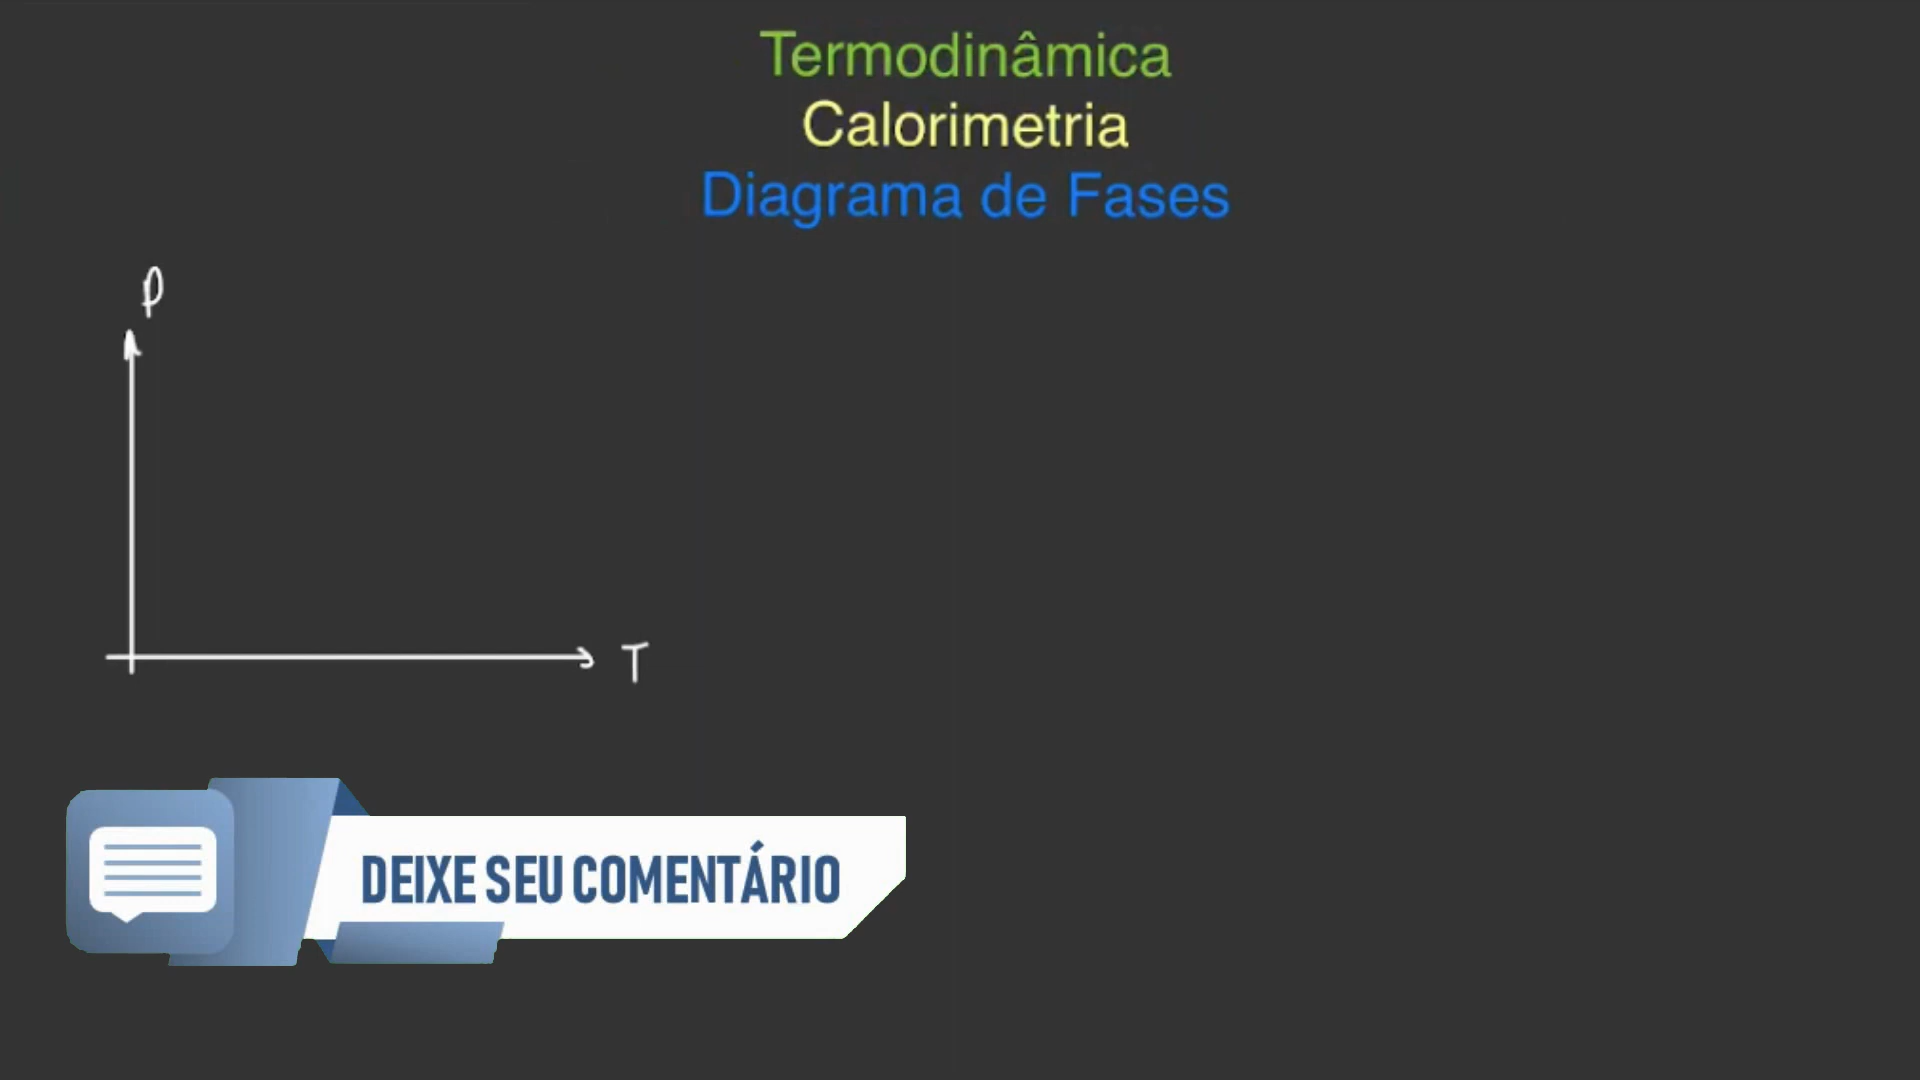 Termodinâmica
Calorimetria
Diagrama de Fases
p
T
DEIXE SEU COMENTÁRIO